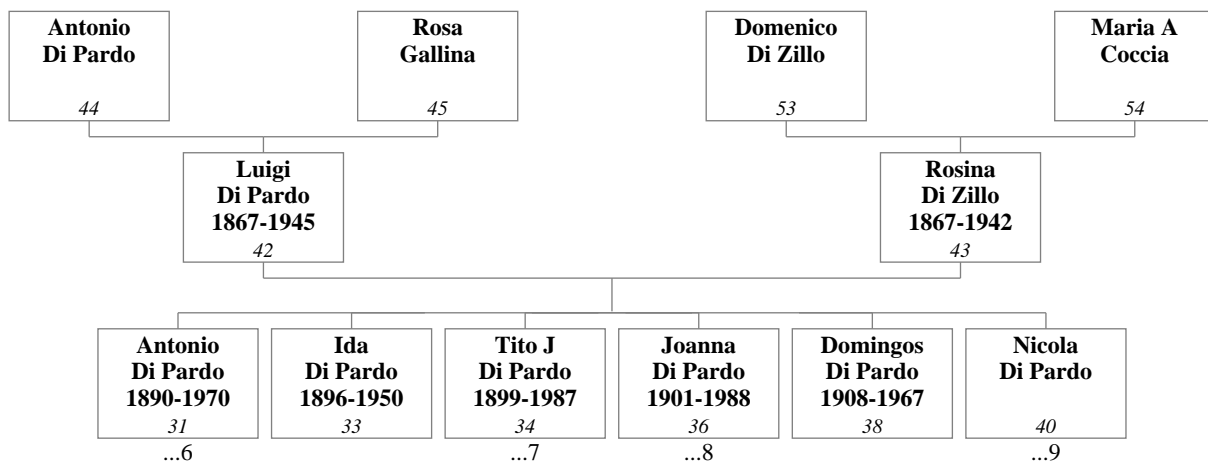 Antonio
Di Pardo
44
Rosa
Gallina
45
Domenico
Di Zillo
53
Maria A
Coccia
54
Luigi
Di Pardo
1867-1945
42
Rosina
Di Zillo
1867-1942
43
Antonio
Di Pardo
1890-1970
31
...6
Ida
Di Pardo
1896-1950
33
Tito J
Di Pardo
1899-1987
34
...7
Joanna
Di Pardo
1901-1988
36
...8
Domingos
Di Pardo
1908-1967
38
Nicola
Di Pardo
40
...9